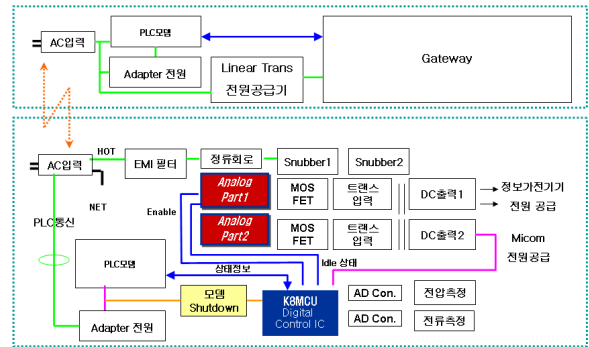 AC입력
PLC모뎀
Adapter 전원
Linear Trans
전원공급기
Gateway
AC입력
HOT
NET
EMI 필터
정류회로
Snubber1
Snubber2
Analog
Part1
MOS
FET
트랜스
입력
DC출력1
정보가전기기
전원 공급
Enable
Analog
Part2
MOS
FET
트랜스
입력
DC출력2
Micom
전원공급
PLC통신
PLC모뎀
상태정보
Idle 상태
모뎀
Shutdown
K8MCU
Digital
Control IC
AD Con.
전압측정
AD Con.
전류측정
Adapter 전원